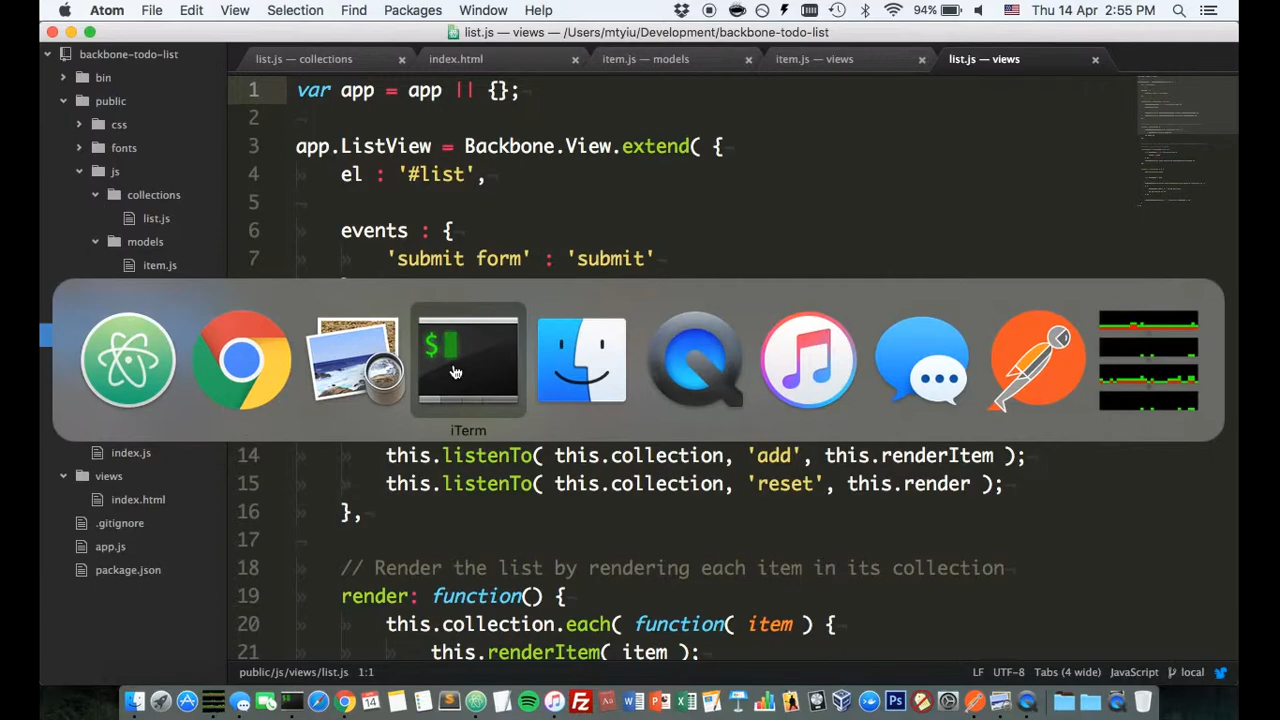 Atom File Edit View Selection Find Packages Window Help 94% Thu 14 Apr 2:55 PM
list.js — views — /Users/mtyiu/Development/backbone-todo-list
backbone-todo-list
bin
public
css
fonts
js
collections
list.js
models
item.js
index.js
views
index.html
.gitignore
app.js
package.json
list.js — collections
index.html
item.js — models
item.js — views
list.js — views
1 var app = app || {};
2
3 app.ListView = Backbone.View.extend( {
4 el : '#list',
5
6 events : {
7 'submit form' : 'submit'
$
iTerm
14 this.listenTo( this.collection, 'add', this.renderItem );
15 this.listenTo( this.collection, 'reset', this.render );
16 },
17
18 // Render the list by rendering each item in its collection
19 render: function() {
20 this.collection.each( function( item ) {
21 this.renderItem( item );
public/js/views/list.js 1:1
LF UTF-8 Tabs (4 wide) JavaScript local